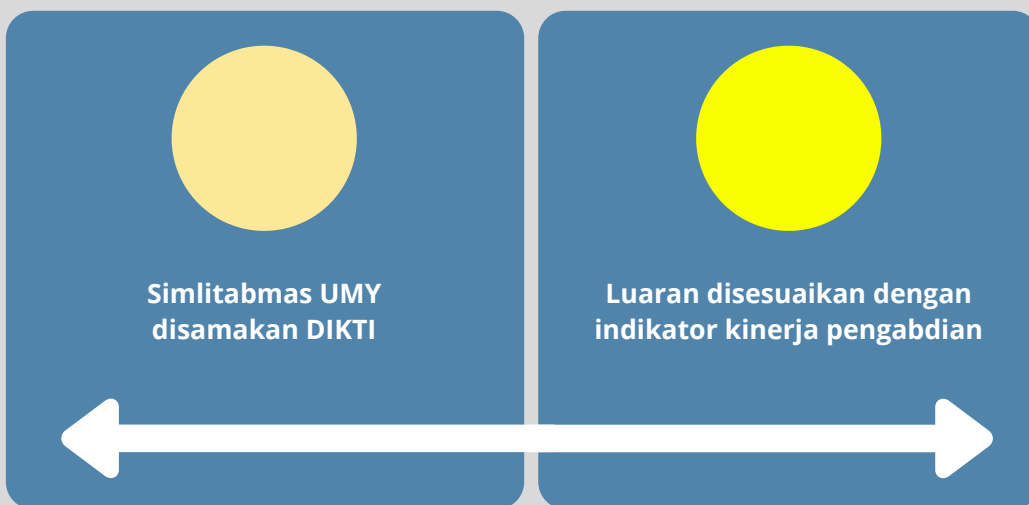 Simlitabmas UMY
disamakan DIKTI
Luaran disesuaikan dengan
indikator kinerja pengabdian